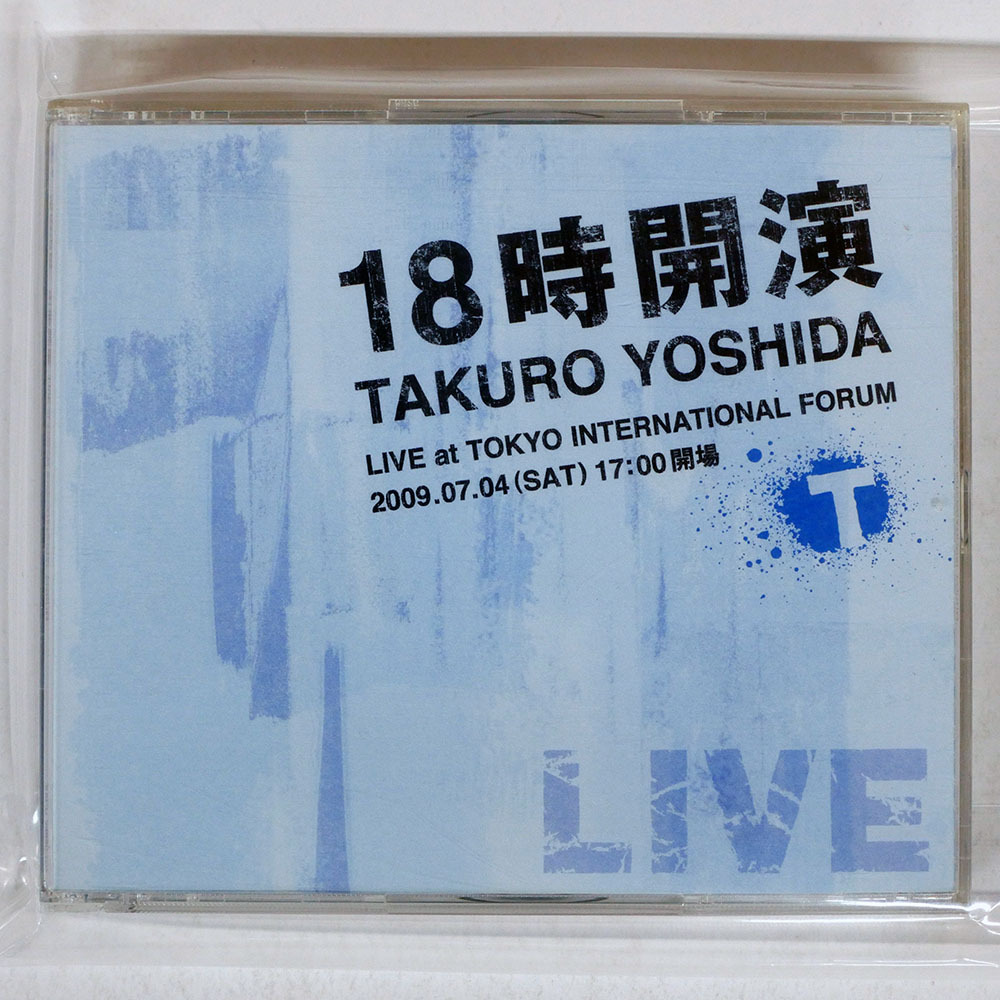 18時開演
TAKURO YOSHIDA
LIVE at TOKYO INTERNATIONAL FORUM
2009.07.04(SAT) 17:00開場
T
LIVE